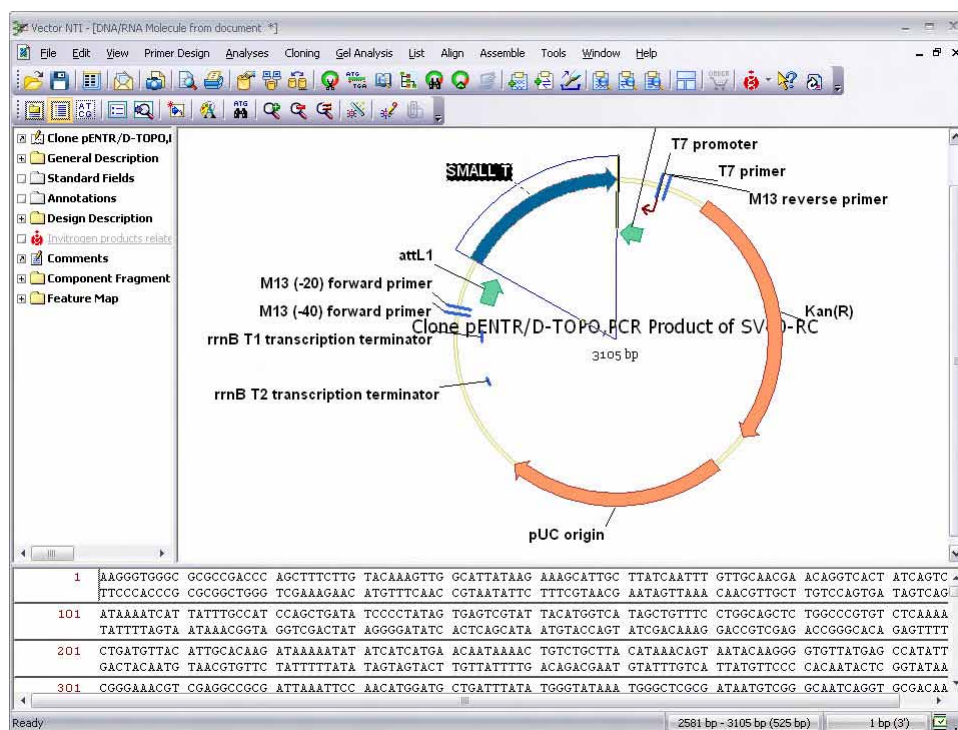 Vector NTI - [DNA/RNA Molecule from document *]
File Edit View Primer Design Analyses Cloning Gel Analysis List Align Assemble Tools Window Help
Clone pENTR/D-TOPO,
General Description
Standard Fields
Annotations
Design Description
Invitrogen products relate
Comments
Component Fragment
Feature Map
SMALL T
T7 promoter
T7 primer
M13 reverse primer
attL1
M13 (-20) forward primer
M13 (-40) forward primer
Clone pENTR/D-TOPO,PCR Product of
Kan(R)
rrnB T1 transcription terminator
3105 bp
rrnB T2 transcription terminator
pUC origin
1 AAGGGTGGGC GCGCCGACCC AGCTTTCTTG TACAAAGTTG GCATTATAAG AAAGCATTGC TTATCAATTT GTTGCAACGA ACAGGTCACT ATCAGTC
TTCCCACCCG CGCGGCTGGG TCGAAAGAAC ATGTTTCAAC CGTAATATTC TTTCGTAACG AATAGTTAAA CAACGTTGCT TGTCCAGTGA TAGTCAG
101 ATAAAATCAT TATTTGCCAT CCAGCTGATA TCCCCTATAG TGAGTCGTAT TACATGGTCA TAGCTGTTTC CTGGCAGCTC TGGCCCGTGT CTCAAAA
TATTTTAGTA ATAAACGGTA GGTCGACTAT AGGGGATATC ACTCAGCATA ATGTACCAGT ATCGACAAAG GACCGTCGAG ACCGGGCACA GAGTTTT
201 CTGATGTTAC ATTGCACAAG ATAAAAATAT ATCATCATGA ACAATAAAAC TGTCTGCTTA CATAAACAGT AATACAAGGG GTGTTATGAG CCATATT
GACTACAATG TAACGTGTTC TATTTTTATA TAGTAGTACT TGTTATTTTG ACAGACGAAT GTATTTGTCA TTATGTTCCC CACAATACTC GGTATAA
301 CGGGAAACGT CGAGGCCGCG ATTAAATTCC AACATGGATG CTGATTTATA TGGGTATAAA TGGGCTCGCG ATAATGTCGG GCAATCAGGT GCGACAA
Ready 2581 bp - 3105 bp (525 bp) 1 bp (3')